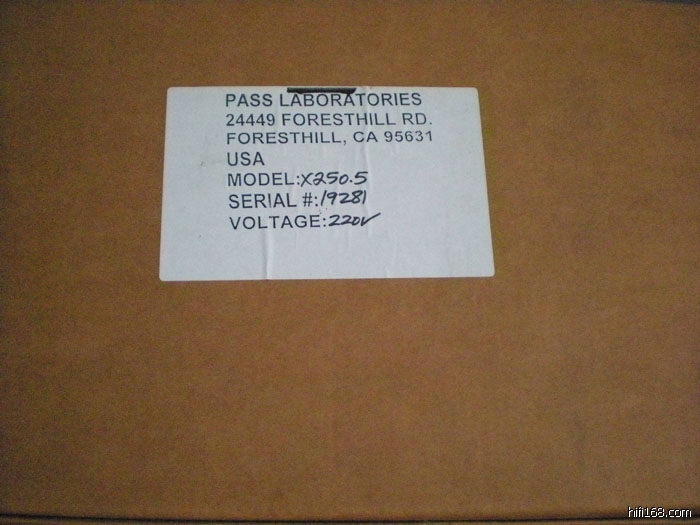 PASS LABORATORIES
24449 FORESTHILL RD.
FORESTHILL, CA 95631
USA
MODEL:X250.5
SERIAL #:19281
VOLTAGE:220V
hifi168.com